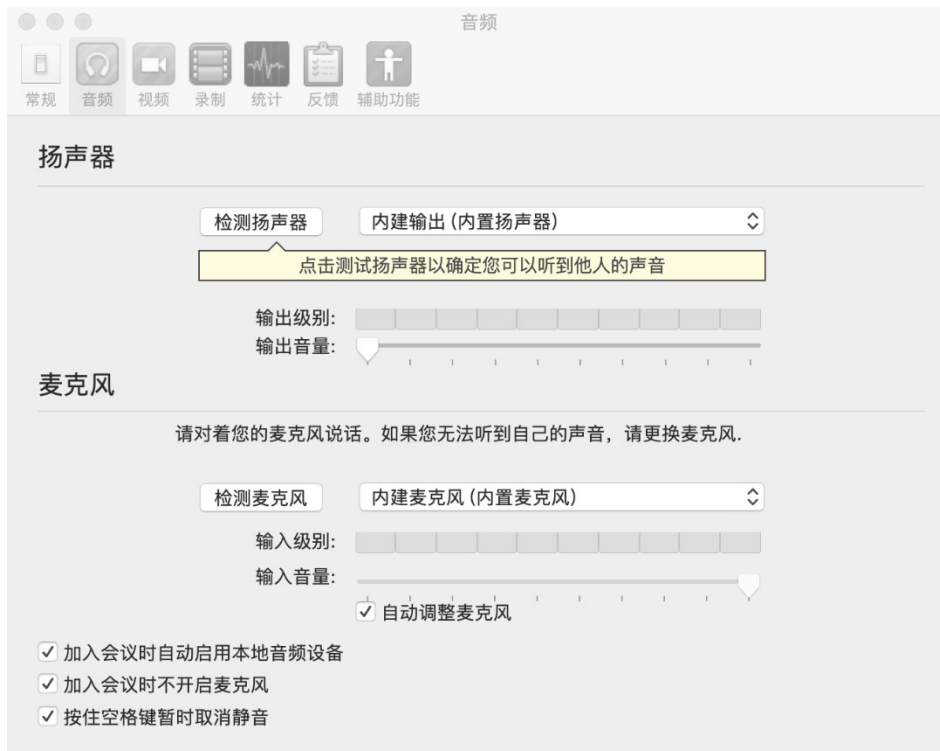 音频
常规 音频 视频 录制 统计 反馈 辅助功能
扬声器
检测扬声器 内建输出 (内置扬声器)
点击测试扬声器以确定您可以听到他人的声音
输出级别:
输出音量:
麦克风
请对着您的麦克风说话。如果您无法听到自己的声音，请更换麦克风.
检测麦克风 内建麦克风 (内置麦克风)
输入级别:
输入音量:
自动调整麦克风
加入会议时自动启用本地音频设备
加入会议时不开启麦克风
按住空格键暂时取消静音